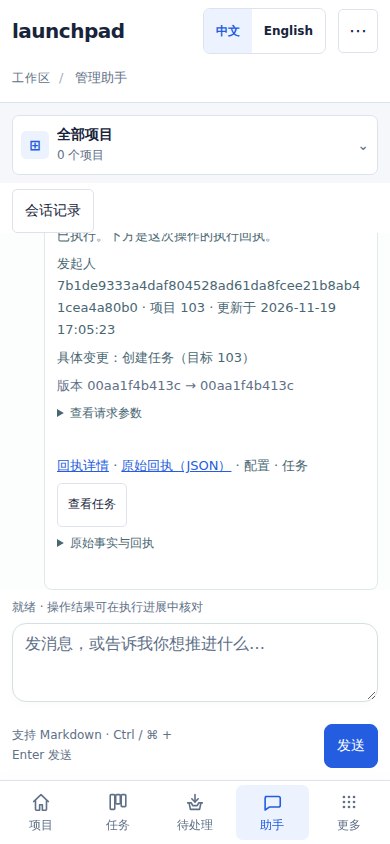 launchpad
中文
English
⋯
工作区 / 管理助手
全部项目
0 个项目
会话记录
已执行。下方是这次操作的执行回执。
发起人
7b1de9333a4daf804528ad61da8fcee21b8ab4
1cea4a80b0 · 项目 103 · 更新于 2026-11-19
17:05:23
具体变更：创建任务（目标 103）
版本 00aa1f4b413c → 00aa1f4b413c
▶ 查看请求参数
回执详情 · 原始回执（JSON） · 配置 · 任务
查看任务
▶ 原始事实与回执
就绪 · 操作结果可在执行进展中核对
发消息，或告诉我你想推进什么…
支持 Markdown · Ctrl / ⌘ +
Enter 发送
发送
项目
任务
待处理
助手
更多